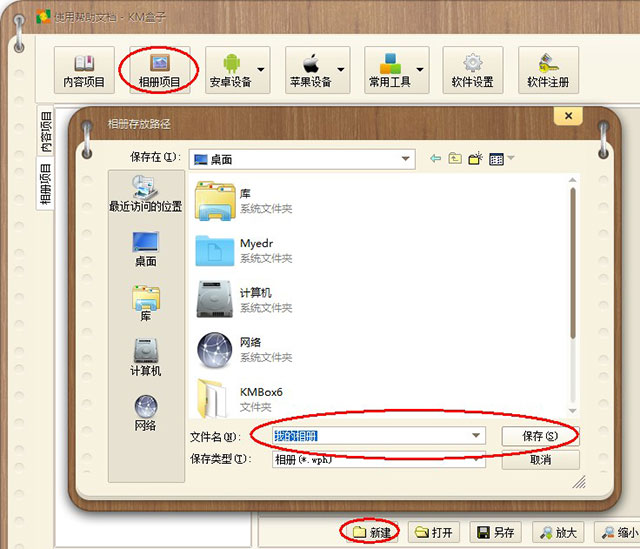 使用帮助文档 - KM盒子
内容项目
相册项目
安卓设备
苹果设备
常用工具
软件设置
软件注册
内容项目
相册项目
相册存放路径
保存在(I):
桌面
最近访问的位置
桌面
库
计算机
网络
库
系统文件夹
Myedr
系统文件夹
计算机
系统文件夹
网络
系统文件夹
KMBox6
文件夹
文件名(N):
我的相册
保存(S)
保存类型(T):
相册(*.wph)
取消
新建
打开
另存
放大
缩小